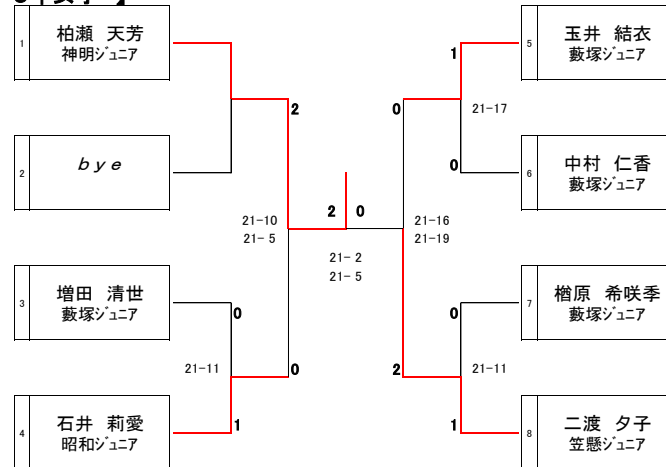 1
柏瀬 天芳
神明ジュニア
2
bye
3
増田 清世
藪塚ジュニア
4
石井 莉愛
昭和ジュニア
5
玉井 結衣
藪塚ジュニア
6
中村 仁香
藪塚ジュニア
7
楢原 希咲季
藪塚ジュニア
8
二渡 夕子
笠懸ジュニア
2
21-10
21- 5
0
0
21-11
1
2 0
21- 2
21- 5
1
21-17
0
0
21-16
21-19
2
0
21-11
1